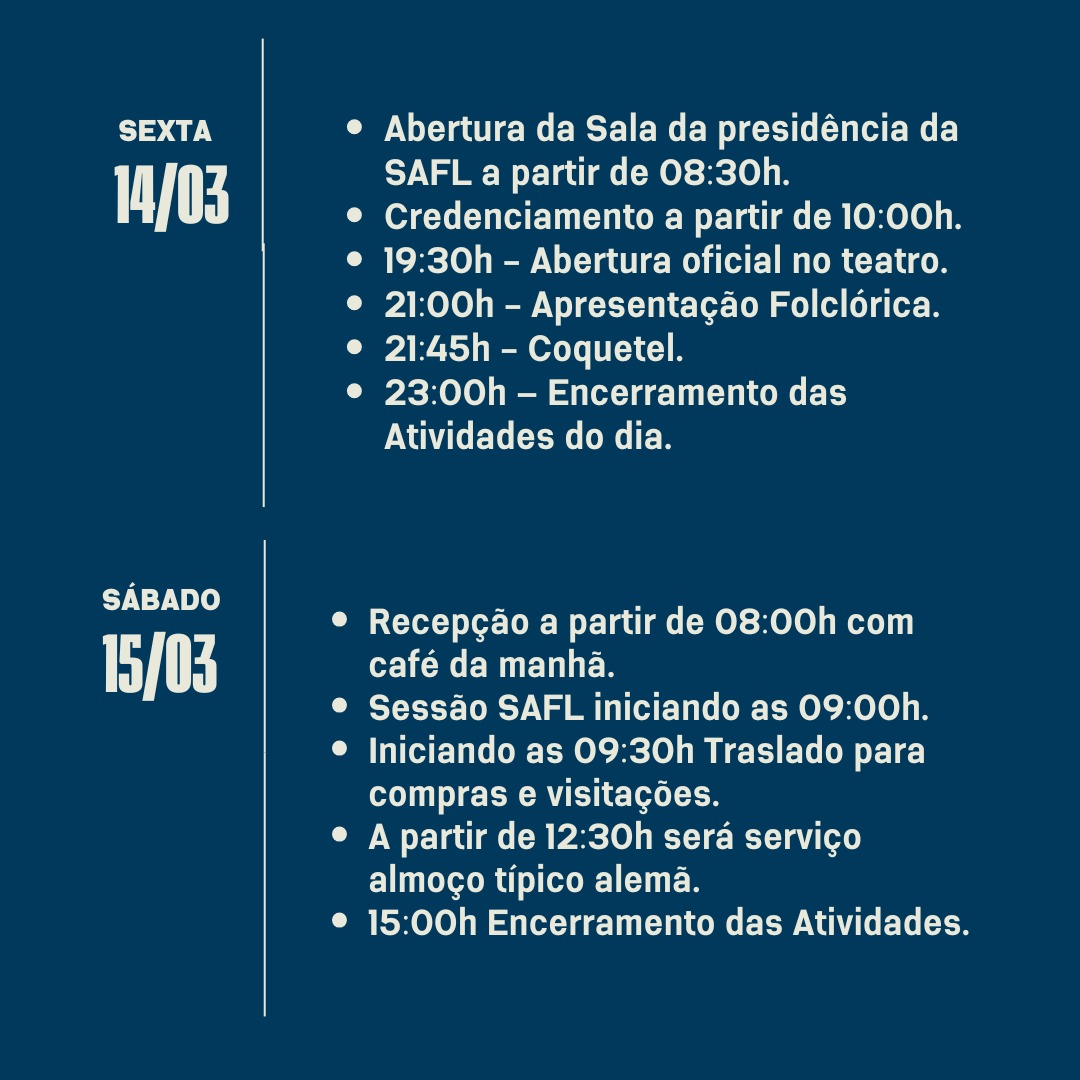 SEXTA
14/03
• Abertura da Sala da presidência da
SAFL a partir de 08:30h.
• Credenciamento a partir de 10:00h.
• 19:30h – Abertura oficial no teatro.
• 21:00h – Apresentação Folclórica.
• 21:45h – Coquetel.
• 23:00h – Encerramento das
Atividades do dia.
SÁBADO
15/03
• Recepção a partir de 08:00h com
café da manhã.
• Sessão SAFL iniciando as 09:00h.
• Iniciando as 09:30h Traslado para
compras e visitações.
• A partir de 12:30h será serviço
almoço típico alemã.
• 15:00h Encerramento das Atividades.